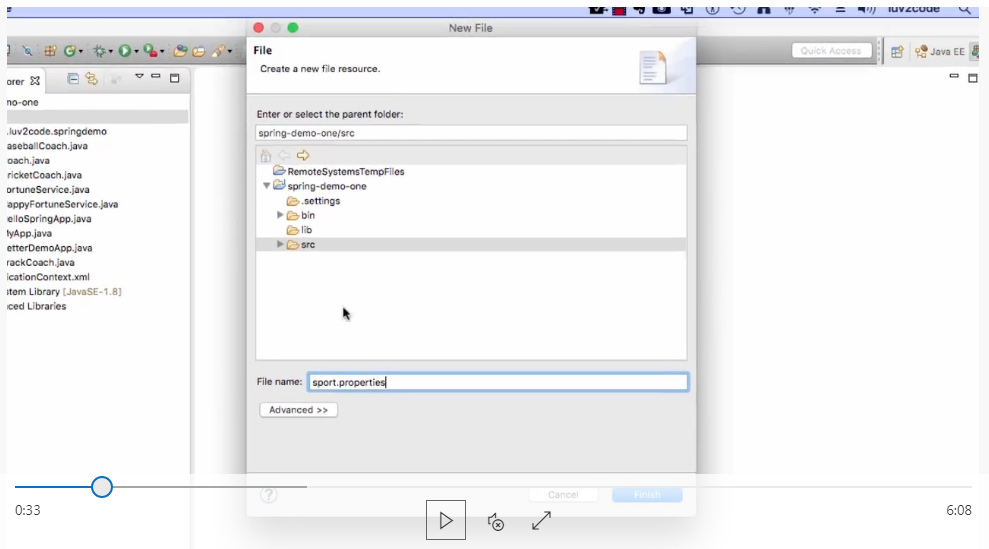 luv2code
New File
Quick Access
Java EE
File
Create a new file resource.
orer
no-one
.luv2code.springdemo
aseballCoach.java
oach.java
ricketCoach.java
ortuneService.java
appyFortuneService.java
elloSpringApp.java
MyApp.java
etterDemoApp.java
rackCoach.java
icationContext.xml
stem Library [JavaSE-1.8]
nced Libraries
Enter or select the parent folder:
spring-demo-one/src
RemoteSystemsTempFiles
spring-demo-one
.settings
bin
lib
src
File name: sport.properties
Advanced >>
? Cancel Finish
0:33 6:08